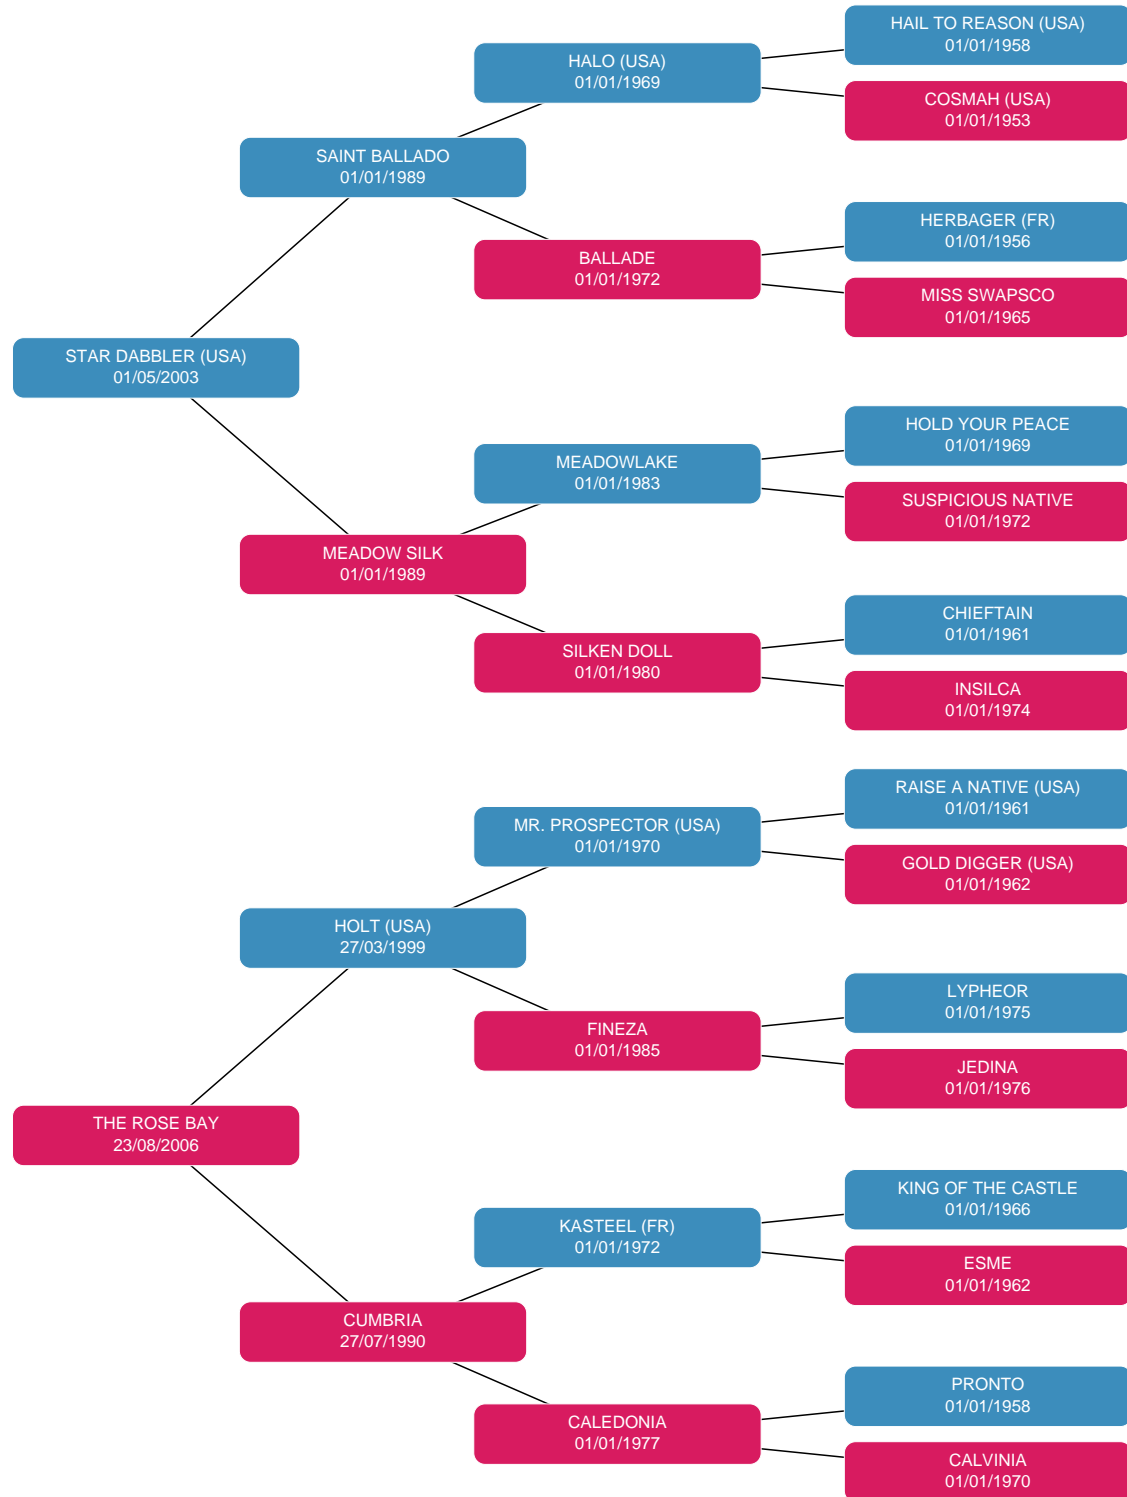 HAIL TO REASON (USA)
01/01/1958
HALO (USA)
01/01/1969
COSMAH (USA)
01/01/1953
SAINT BALLADO
01/01/1989
HERBAGER (FR)
01/01/1956
BALLADE
01/01/1972
MISS SWAPSCO
01/01/1965
STAR DABBLER (USA)
01/05/2003
HOLD YOUR PEACE
01/01/1969
MEADOWLAKE
01/01/1983
SUSPICIOUS NATIVE
01/01/1972
MEADOW SILK
01/01/1989
CHIEFTAIN
01/01/1961
SILKEN DOLL
01/01/1980
INSILCA
01/01/1974
RAISE A NATIVE (USA)
01/01/1961
MR. PROSPECTOR (USA)
01/01/1970
GOLD DIGGER (USA)
01/01/1962
HOLT (USA)
27/03/1999
LYPHEOR
01/01/1975
FINEZA
01/01/1985
JEDINA
01/01/1976
THE ROSE BAY
23/08/2006
KING OF THE CASTLE
01/01/1966
KASTEEL (FR)
01/01/1972
ESME
01/01/1962
CUMBRIA
27/07/1990
PRONTO
01/01/1958
CALEDONIA
01/01/1977
CALVINIA
01/01/1970